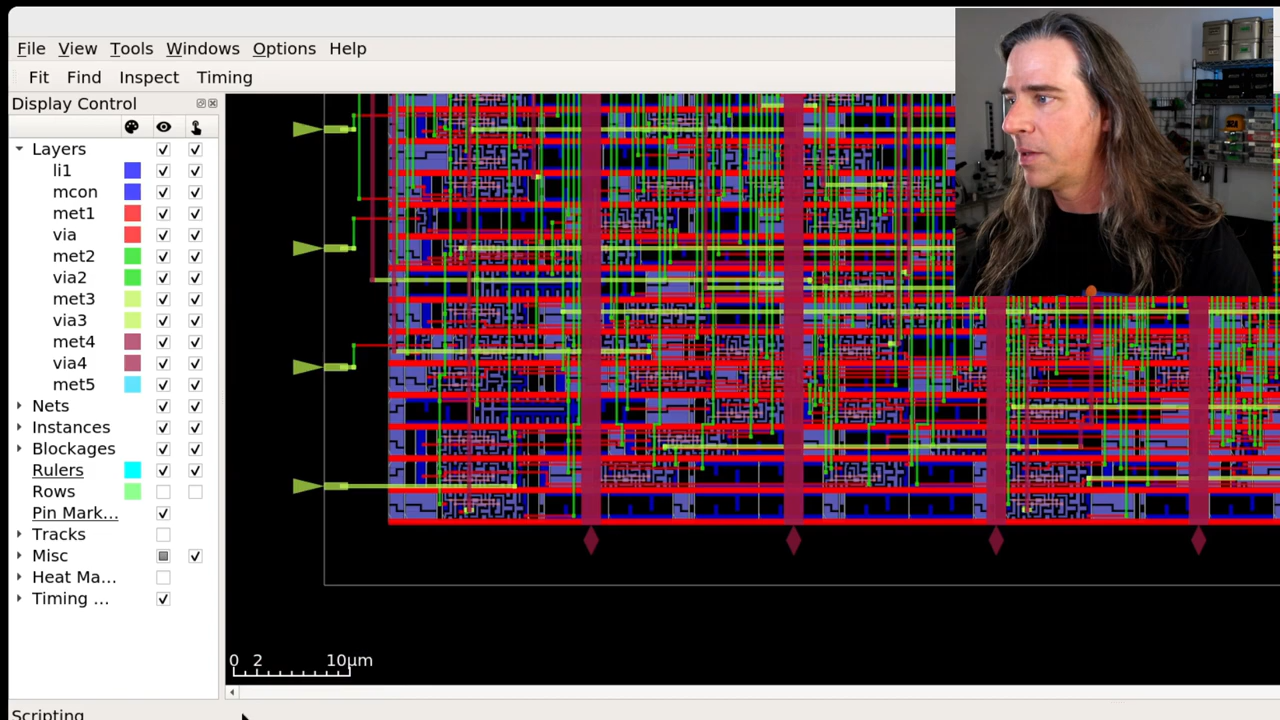 File View Tools Windows Options Help
Fit Find Inspect Timing
Display Control
Layers
li1
mcon
met1
via
met2
via2
met3
via3
met4
via4
met5
Nets
Instances
Blockages
Rulers
Rows
Pin Mark...
Tracks
Misc
Heat Ma...
Timing ...
0 2 10μm
Scripting